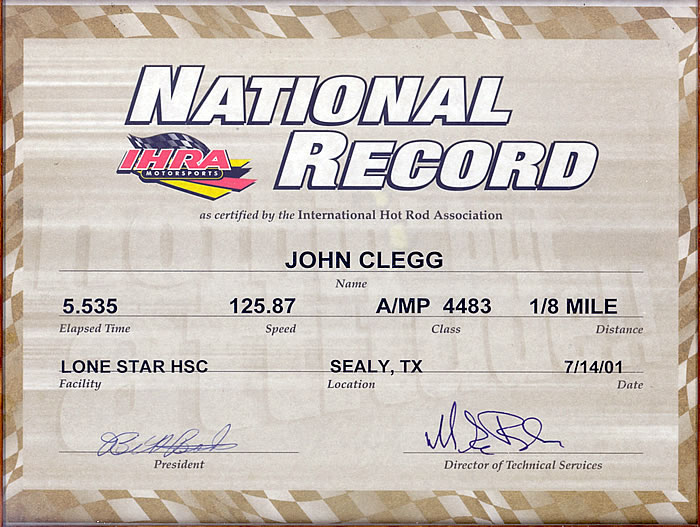 NATIONAL
RECORD
IHRA
MOTORSPORTS
as certified by the International Hot Rod Association
JOHN CLEGG
Name
5.535 125.87 A/MP 4483 1/8 MILE
Elapsed Time Speed Class Distance
LONE STAR HSC SEALY, TX 7/14/01
Facility Location Date
President Director of Technical Services